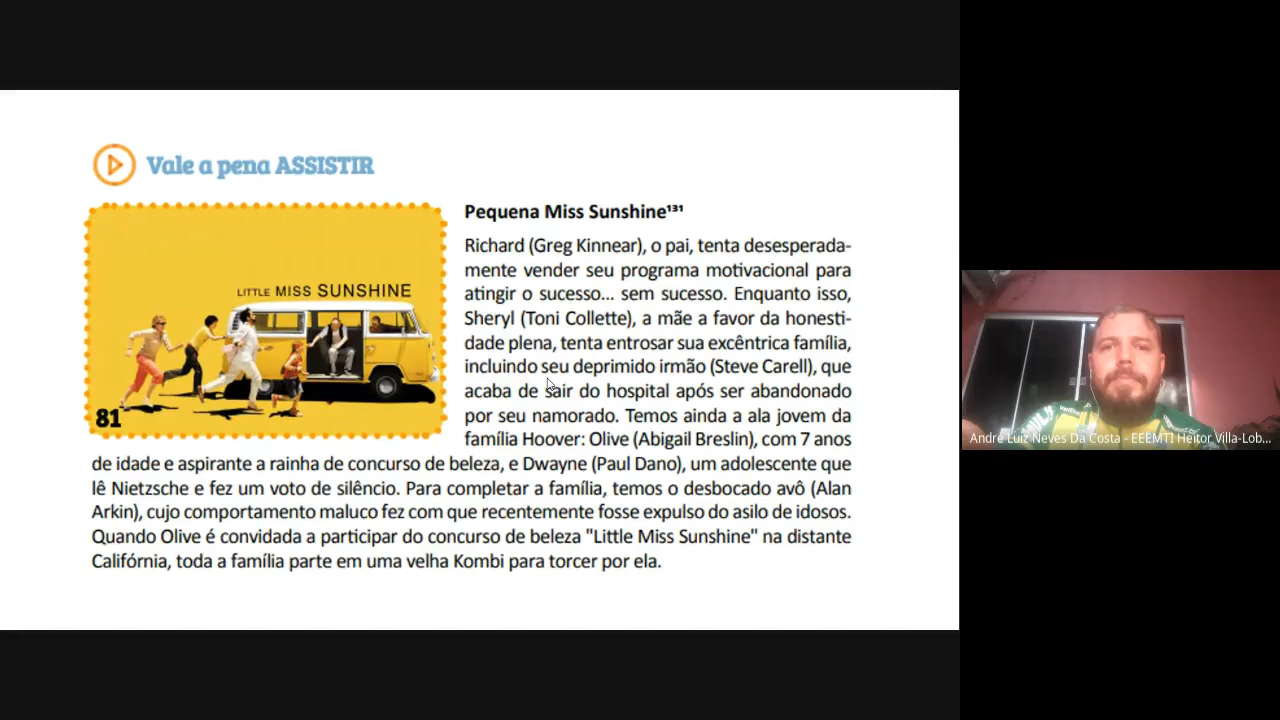 Vale a pena ASSISTIR
LITTLE MISS SUNSHINE
81
Pequena Miss Sunshine¹³¹
Richard (Greg Kinnear), o pai, tenta desesperada-
mente vender seu programa motivacional para
atingir o sucesso... sem sucesso. Enquanto isso,
Sheryl (Toni Collette), a mãe a favor da honesti-
dade plena, tenta entrosar sua excêntrica família,
incluindo seu deprimido irmão (Steve Carell), que
acaba de sair do hospital após ser abandonado
por seu namorado. Temos ainda a ala jovem da
família Hoover: Olive (Abigail Breslin), com 7 anos
de idade e aspirante a rainha de concurso de beleza, e Dwayne (Paul Dano), um adolescente que
lê Nietzsche e fez um voto de silêncio. Para completar a família, temos o desbocado avô (Alan
Arkin), cujo comportamento maluco fez com que recentemente fosse expulso do asilo de idosos.
Quando Olive é convidada a participar do concurso de beleza "Little Miss Sunshine" na distante
Califórnia, toda a família parte em uma velha Kombi para torcer por ela.
André Luiz Neves Da Costa - EEEMTI Heitor Villa-Lob...